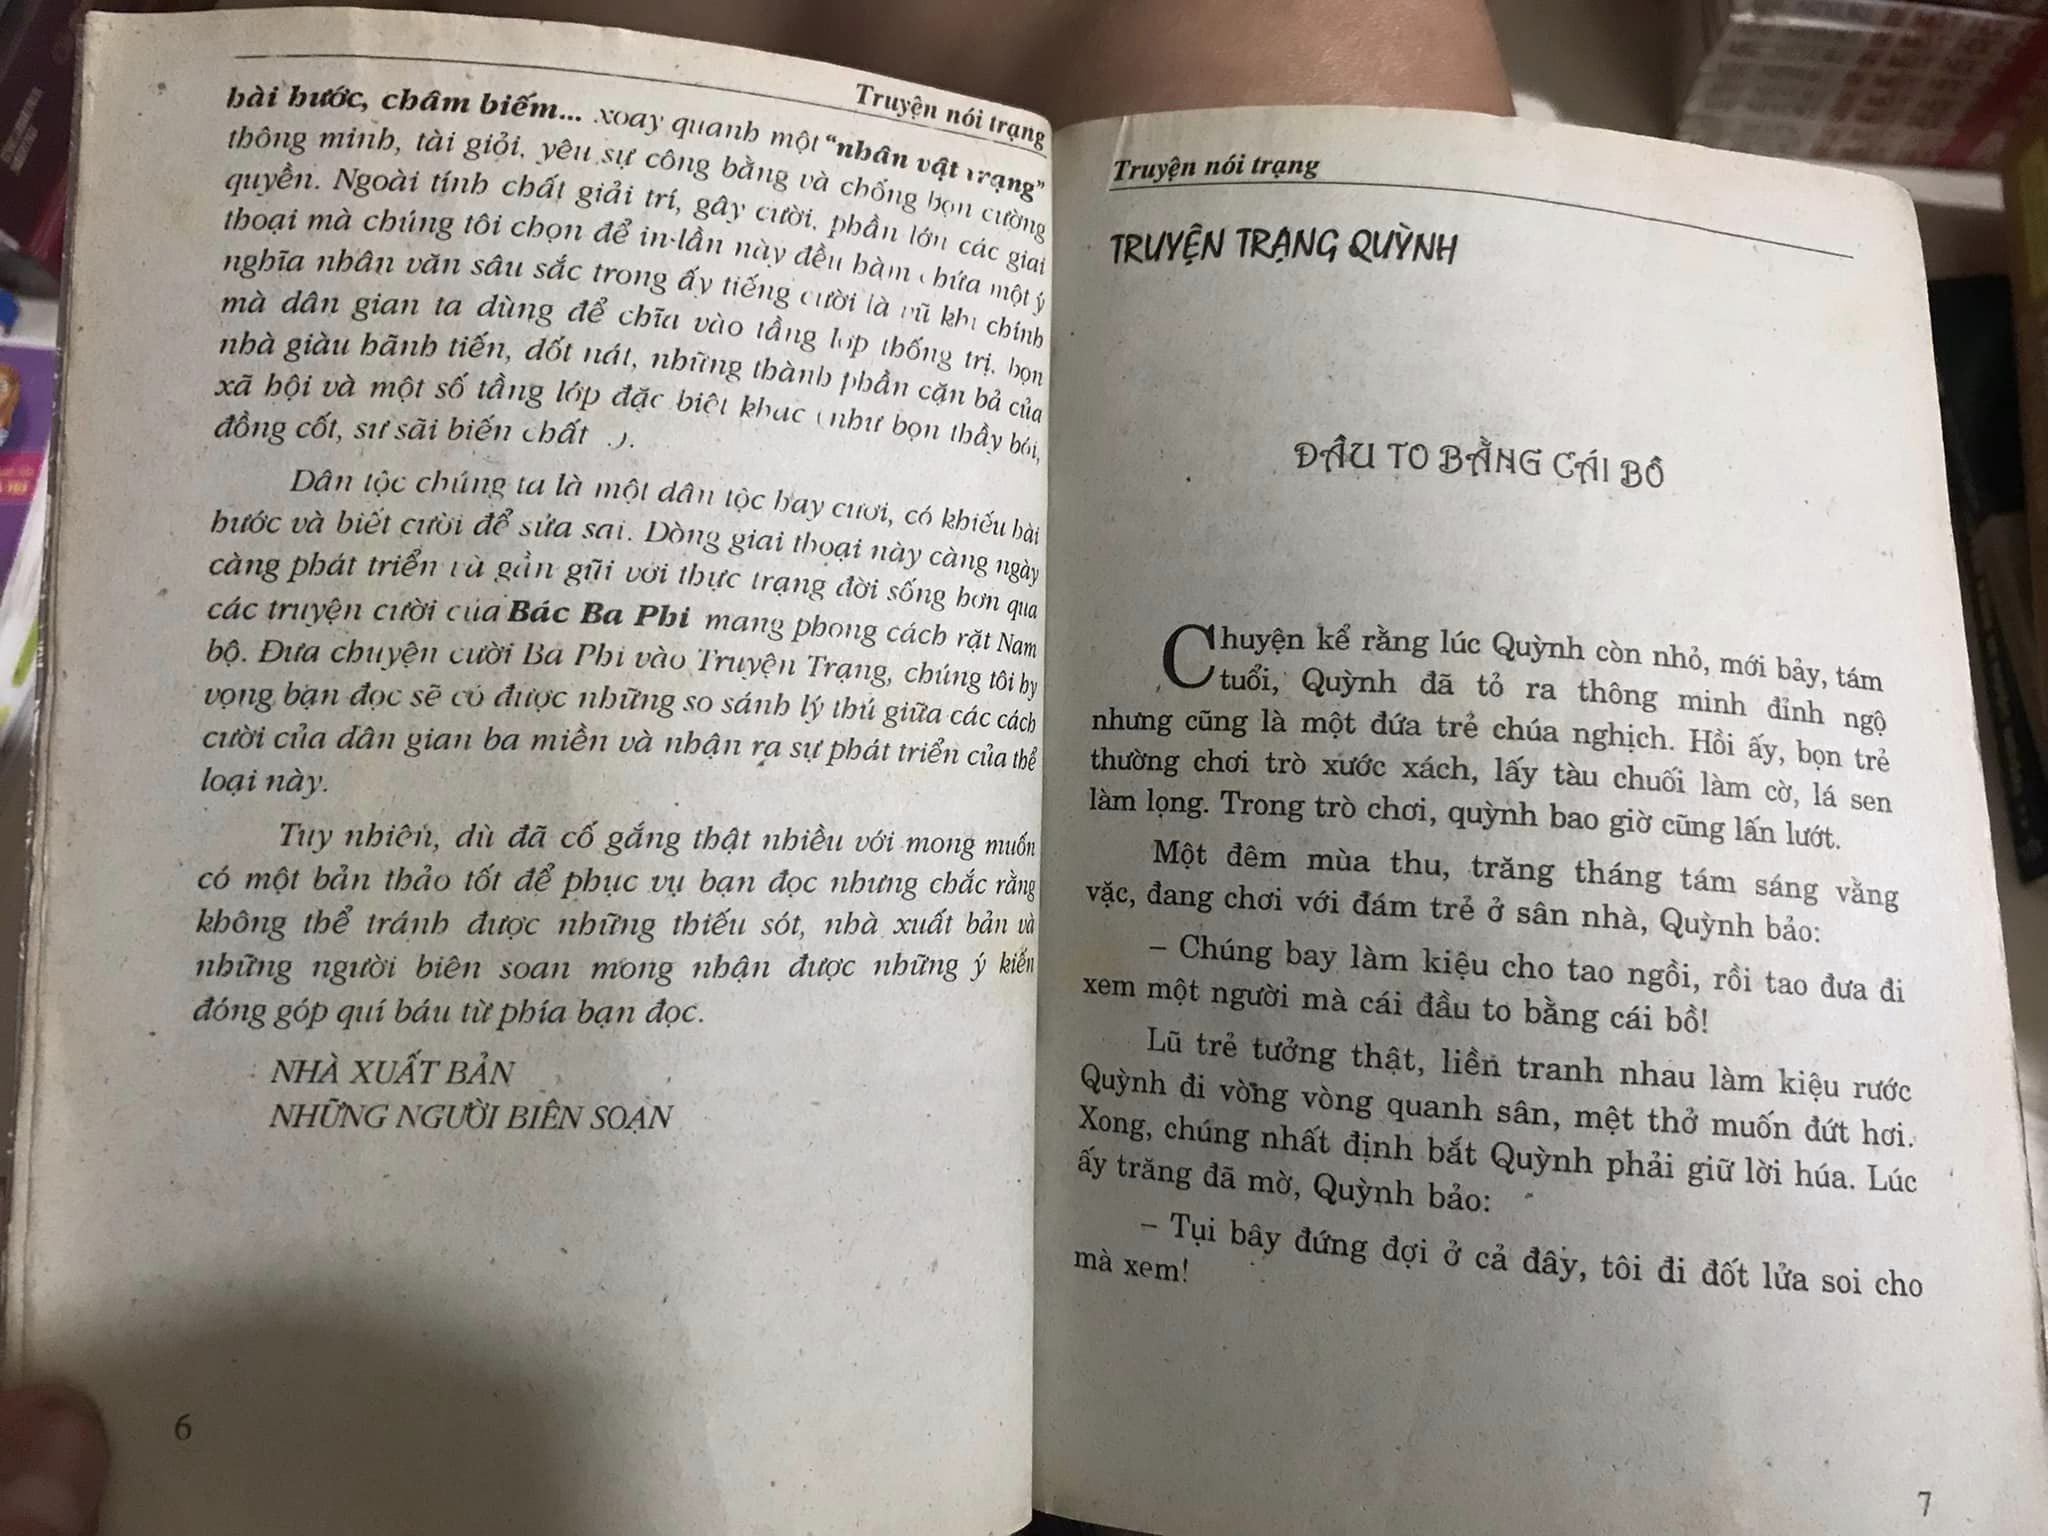 Truyện nói trạng
hài hước, châm biếm... xoay quanh một "nhân vật trạng"
thông minh, tài giỏi, yêu sự công bằng và chống bọn cường
quyền. Ngoài tính chất giải trí, gây cười, phần lớn các giai
thoại mà chúng tôi chọn để in lần này đều hàm chứa một ý
nghĩa nhân văn sâu sắc trong ấy tiếng cười là vũ khí chính
mà dân gian ta dùng để chĩa vào tầng lớp thống trị, bọn
nhà giàu hãnh tiến, dốt nát, những thành phần cặn bả của
xã hội và một số tầng lớp đặc biệt khác (như bọn thầy bói,
đồng cốt, sư sãi biến chất...).
Dân tộc chúng ta là một dân tộc hay cười, có khiếu hài
hước và biết cười để sửa sai. Dòng giai thoại này càng ngày
càng phát triển và gần gũi với thực trạng đời sống hơn qua
các truyện cười của Bác Ba Phi mang phong cách rặt Nam
bộ. Đưa chuyện cười Ba Phi vào Truyện Trạng, chúng tôi hy
vọng bạn đọc sẽ có được những so sánh lý thú giữa các cách
cười của dân gian ba miền và nhận ra sự phát triển của thể
loại này.
Tuy nhiên, dù đã cố gắng thật nhiều với mong muốn
có một bản thảo tốt để phục vụ bạn đọc nhưng chắc rằng
không thể tránh được những thiếu sót, nhà xuất bản và
những người biên soan mong nhận được những ý kiến
đóng góp quí báu từ phía bạn đọc.
NHÀ XUẤT BẢN
NHỮNG NGƯỜI BIÊN SOẠN
6
Truyện nói trạng
TRUYỆN TRẠNG QUỲNH
ĐẦU TO BẰNG CÁI BỒ
Chuyện kể rằng lúc Quỳnh còn nhỏ, mới bảy, tám
tuổi, Quỳnh đã tỏ ra thông minh đỉnh ngộ
nhưng cũng là một đứa trẻ chúa nghịch. Hồi ấy, bọn trẻ
thường chơi trò xước xách, lấy tàu chuối làm cờ, lá sen
làm lọng. Trong trò chơi, quỳnh bao giờ cũng lấn lướt.
Một đêm mùa thu, trăng tháng tám sáng vằng
vặc, đang chơi với đám trẻ ở sân nhà, Quỳnh bảo:
– Chúng bay làm kiệu cho tao ngồi, rồi tao đưa đi
xem một người mà cái đầu to bằng cái bồ!
Lũ trẻ tưởng thật, liền tranh nhau làm kiệu rước
Quỳnh đi vòng vòng quanh sân, mệt thở muốn đứt hơi.
Xong, chúng nhất định bắt Quỳnh phải giữ lời húa. Lúc
ấy trăng đã mờ, Quỳnh bảo:
– Tụi bây đứng đợi ở cả đây, tôi đi đốt lửa soi cho
mà xem!
7